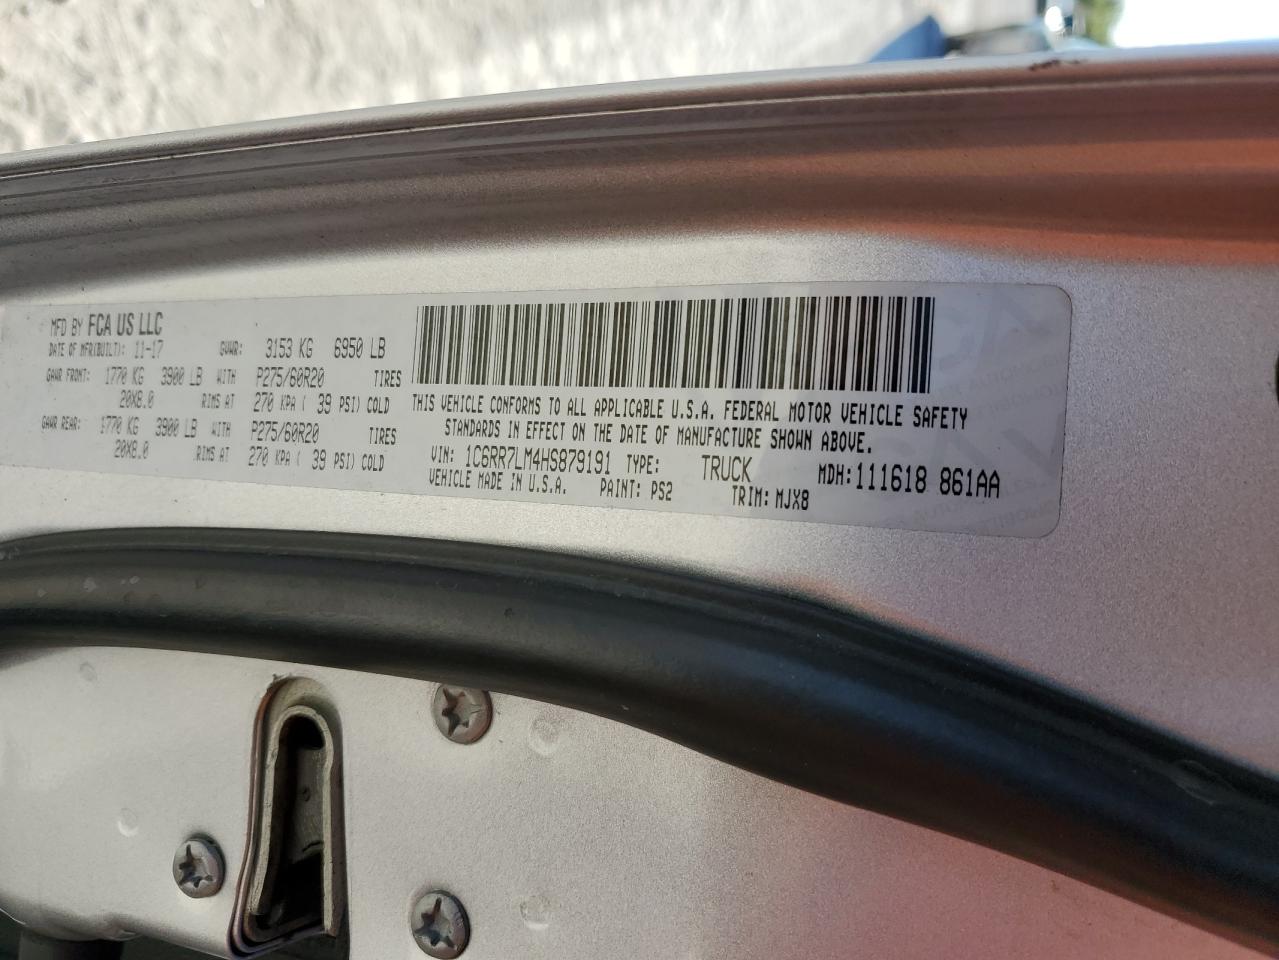 MFD BY FCA US LLC
DATE OF MFR(BUILT): 11-17 GVWR: 3153 KG 6950 LB
GAWR FRONT: 1770 KG 3900 LB WITH P275/60R20 TIRES
20X8.0 RIMS AT 270 KPA ( 39 PSI) COLD
GAWR REAR: 1770 KG 3900 LB WITH P275/60R20 TIRES
20X8.0 RIMS AT 270 KPA ( 39 PSI) COLD
THIS VEHICLE CONFORMS TO ALL APPLICABLE U.S.A. FEDERAL MOTOR VEHICLE SAFETY
STANDARDS IN EFFECT ON THE DATE OF MANUFACTURE SHOWN ABOVE.
VIN: 1C6RR7LM4HS879191 TYPE: TRUCK MDH: 111618 861AA
VEHICLE MADE IN U.S.A. PAINT: PS2 TRIM: MJX8